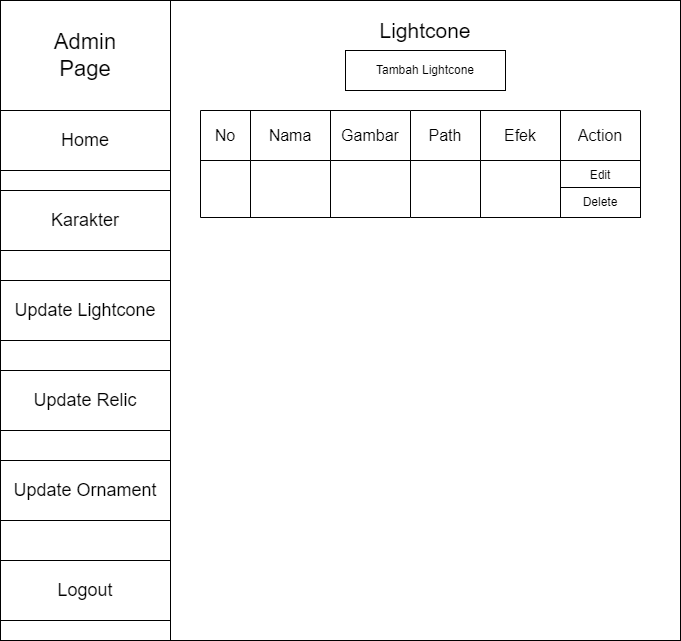 Admin
Page
Home
Karakter
Update Lightcone
Update Relic
Update Ornament
Logout
Lightcone
Tambah Lightcone
No Nama Gambar Path Efek Action
Edit
Delete